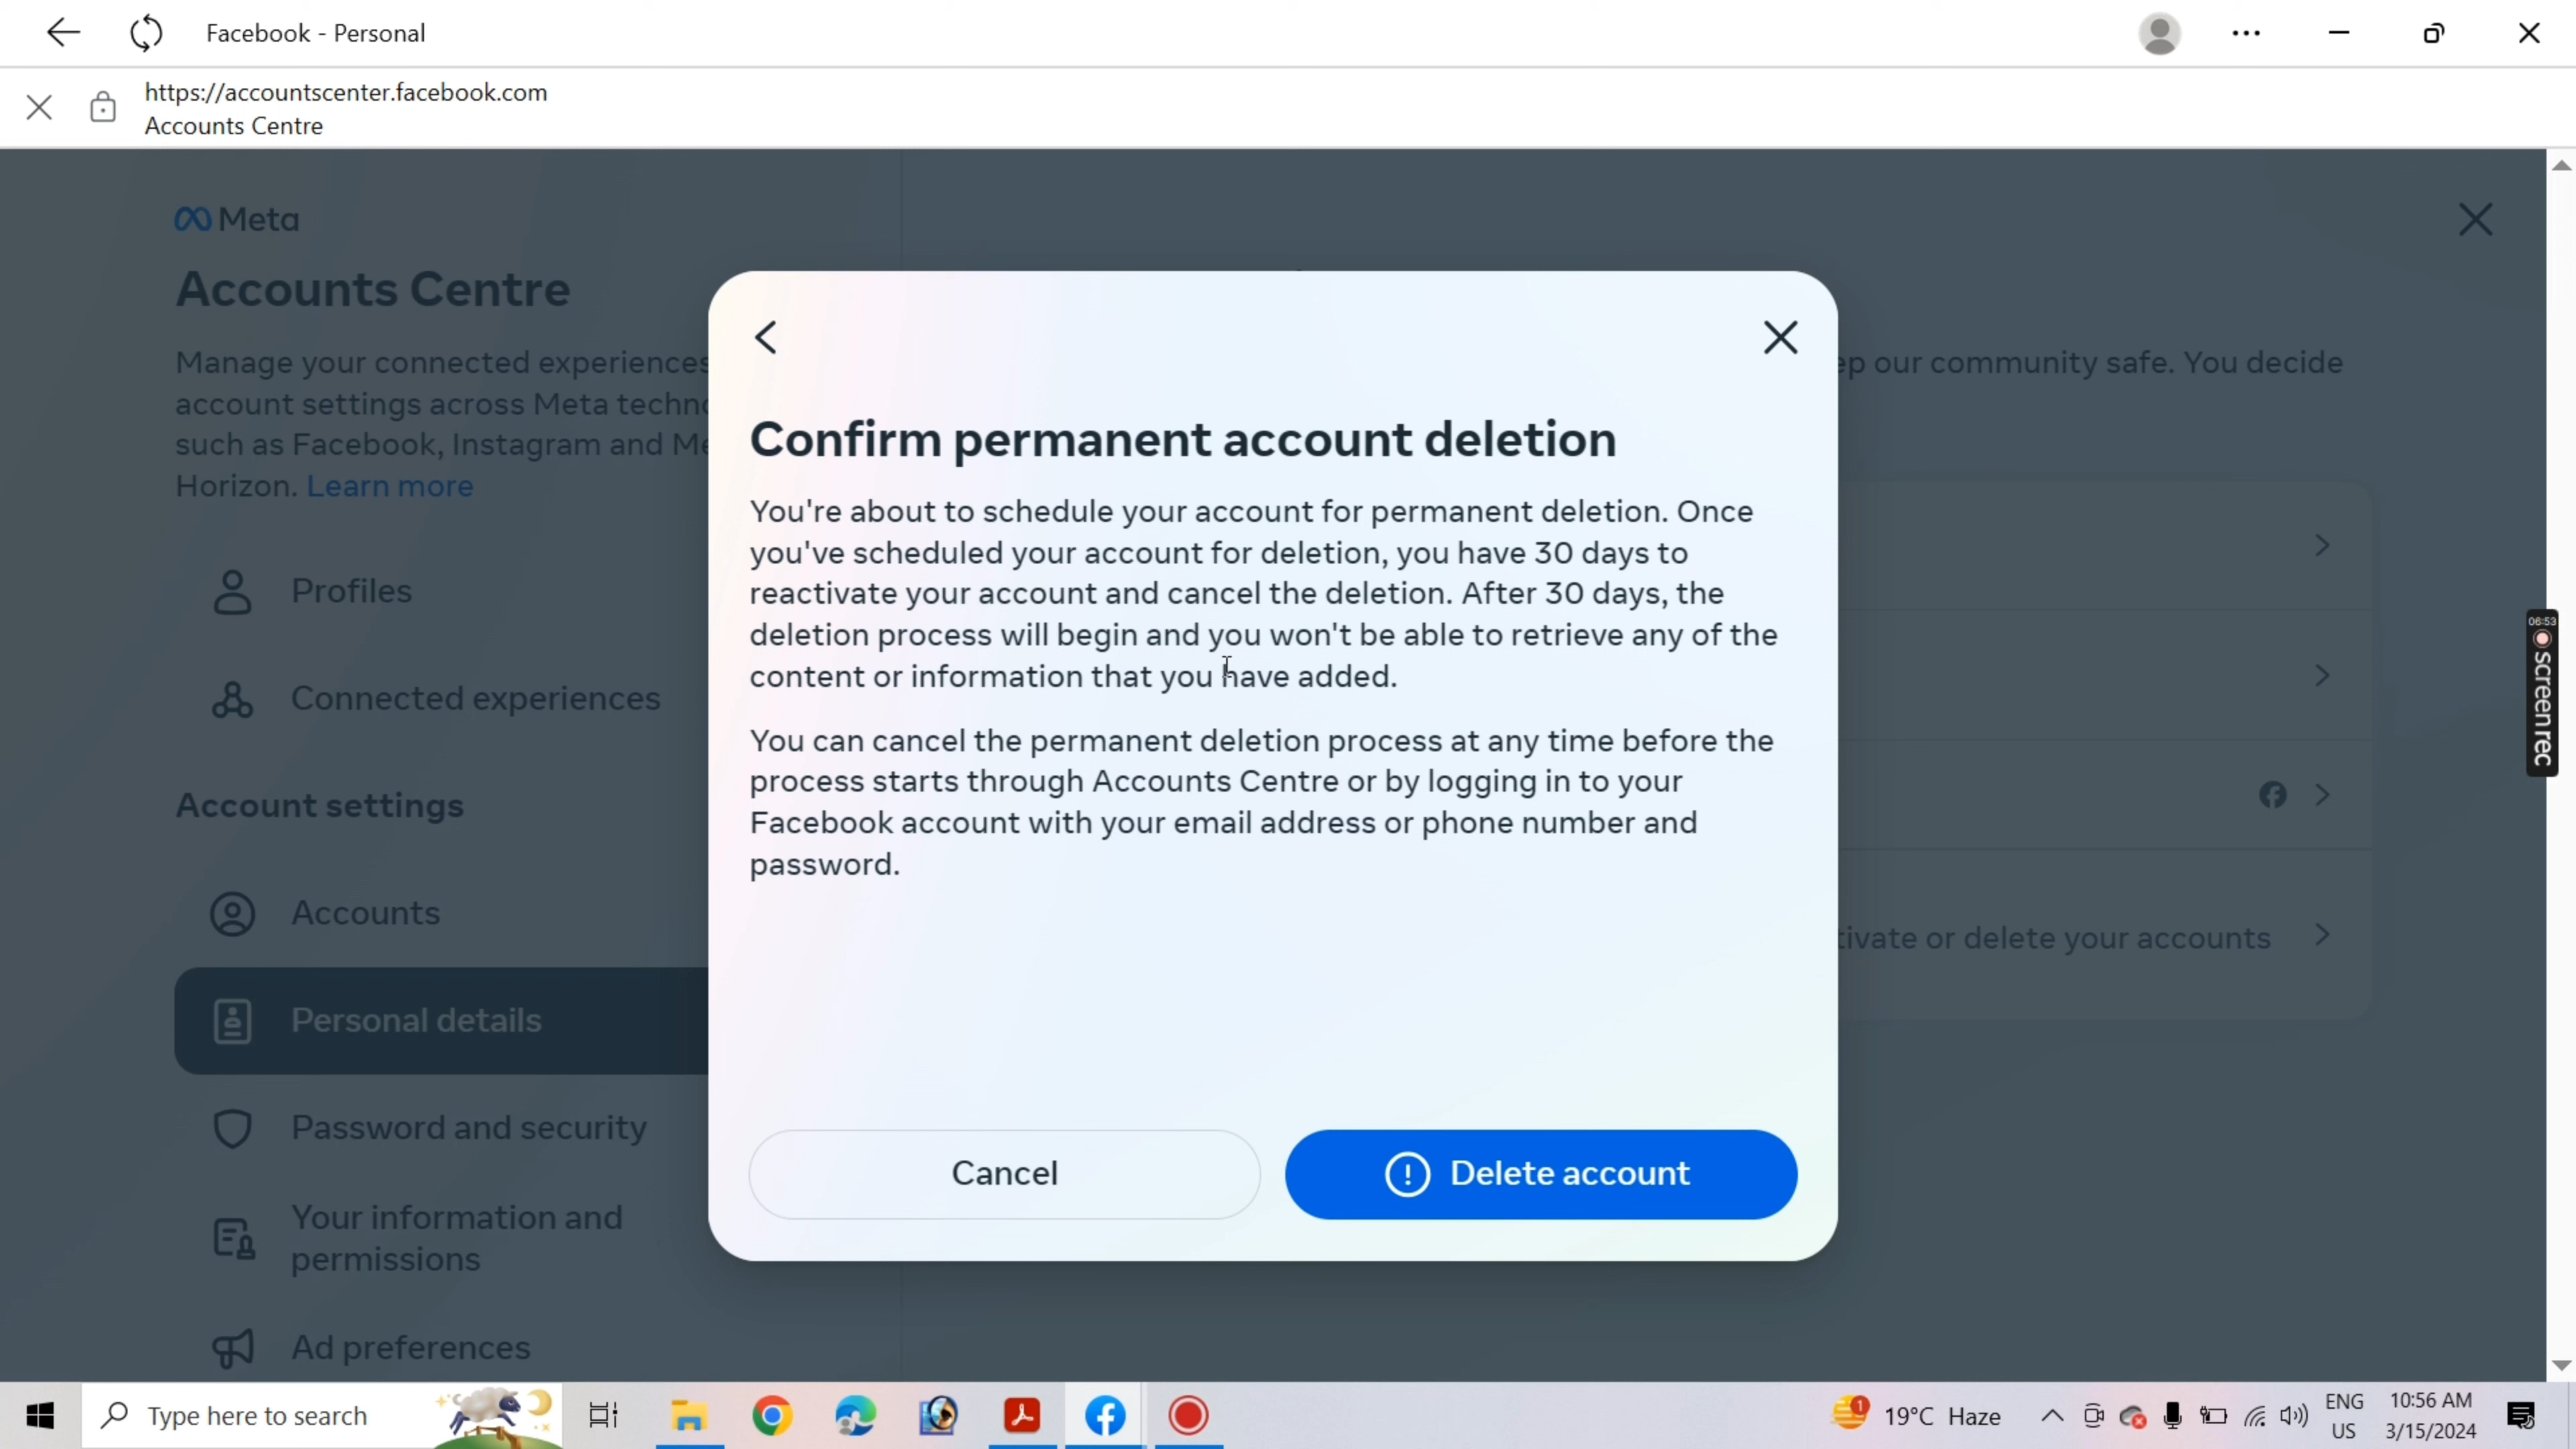 Facebook - Personal
https://accountscenter.facebook.com
Accounts Centre
Meta
Accounts Centre
Manage your connected experiences
account settings across Meta techno
such as Facebook, Instagram and Me
Horizon. Learn more
Profiles
Connected experiences
Account settings
Accounts
Personal details
Password and security
Your information and
permissions
Ad preferences
ep our community safe. You decide
tivate or delete your accounts
Confirm permanent account deletion
You're about to schedule your account for permanent deletion. Once
you've scheduled your account for deletion, you have 30 days to
reactivate your account and cancel the deletion. After 30 days, the
deletion process will begin and you won't be able to retrieve any of the
content or information that you have added.
You can cancel the permanent deletion process at any time before the
process starts through Accounts Centre or by logging in to your
Facebook account with your email address or phone number and
password.
Cancel
Delete account
06:53
screenrec
Type here to search
1
19°C Haze
ENG
US
10:56 AM
3/15/2024